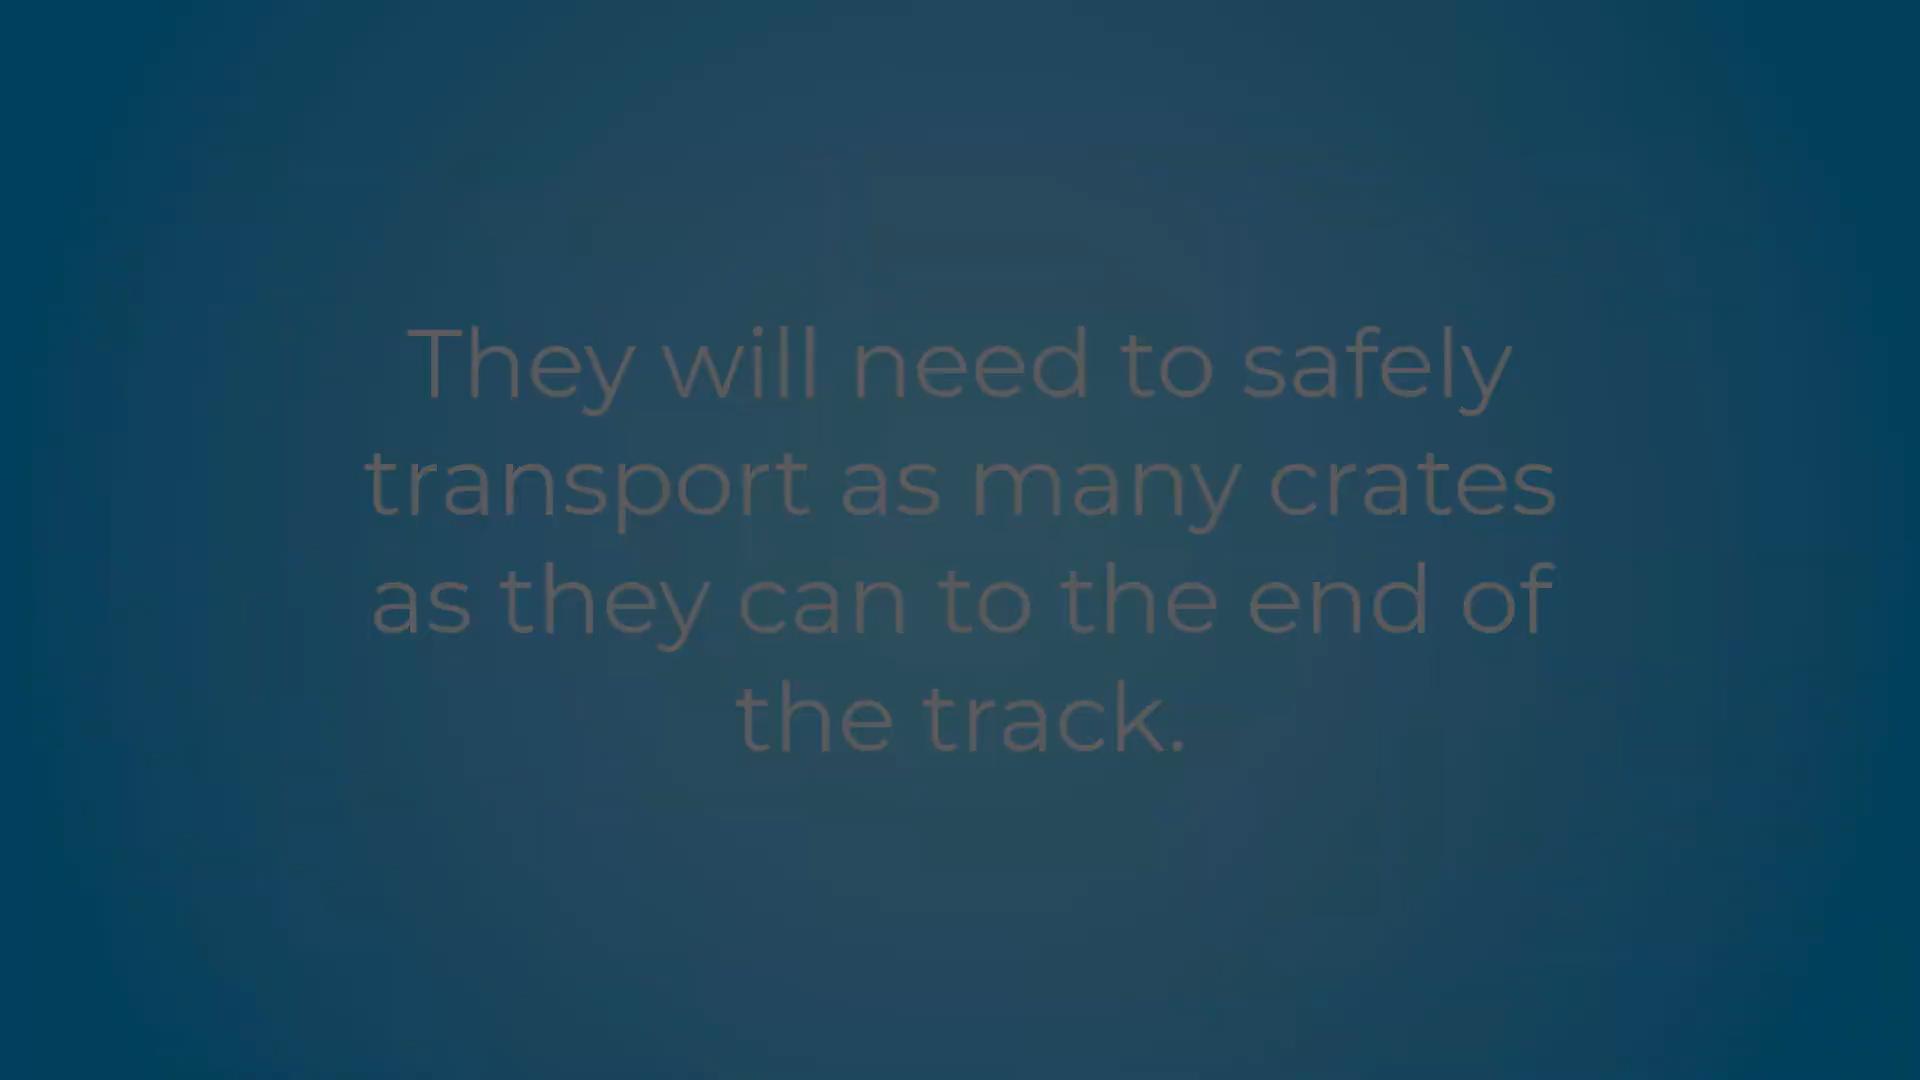 They will need to safely
transport as many crates
as they can to the end of
the track.